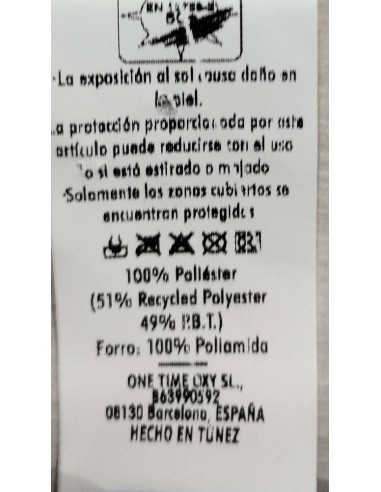 ·La exposición al sol causa daño en
la piel.
La protección proporcionada por este
artículo puede reducirse con el uso
o si está estirado o mojado
·Solamente las zonas cubiertas se
encuentran protegidas
100% Poliéster
(51% Recycled Polyester
49% P.B.T.)
Forro: 100% Poliamida
ONE TIME OXY SL.,
B63990592
08130 Barcelona, ESPAÑA
HECHO EN TÚNEZ